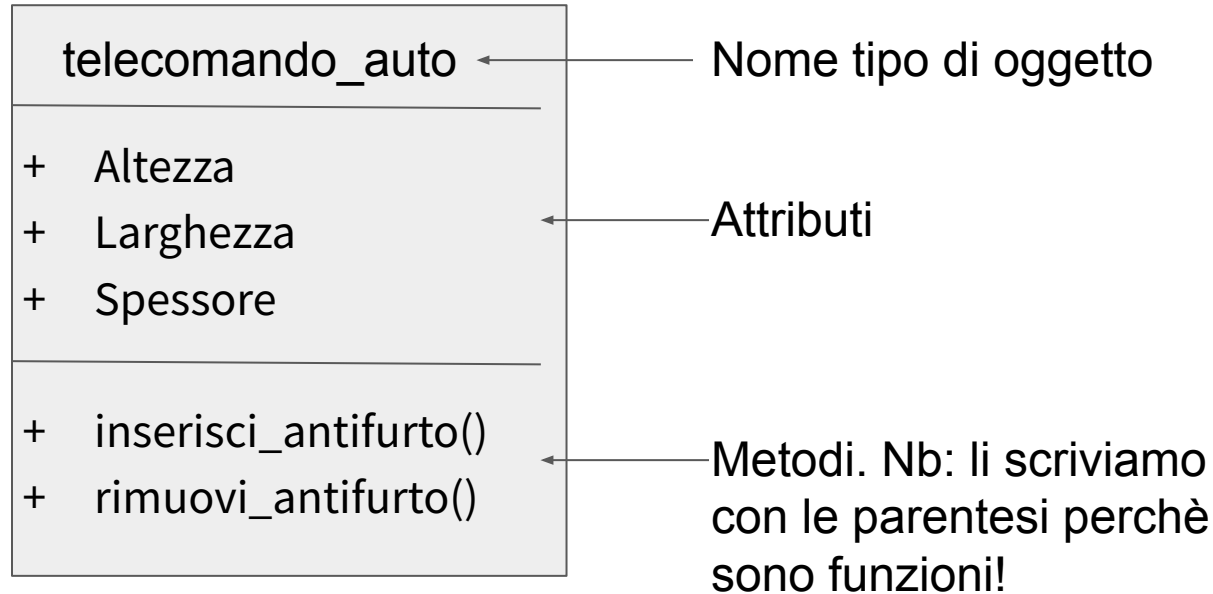 telecomando_auto
Nome tipo di oggetto
+ Altezza
+ Larghezza
+ Spessore
Attributi
+ inserisci_antifurto()
+ rimuovi_antifurto()
Metodi. Nb: li scriviamo
con le parentesi perchè
sono funzioni!